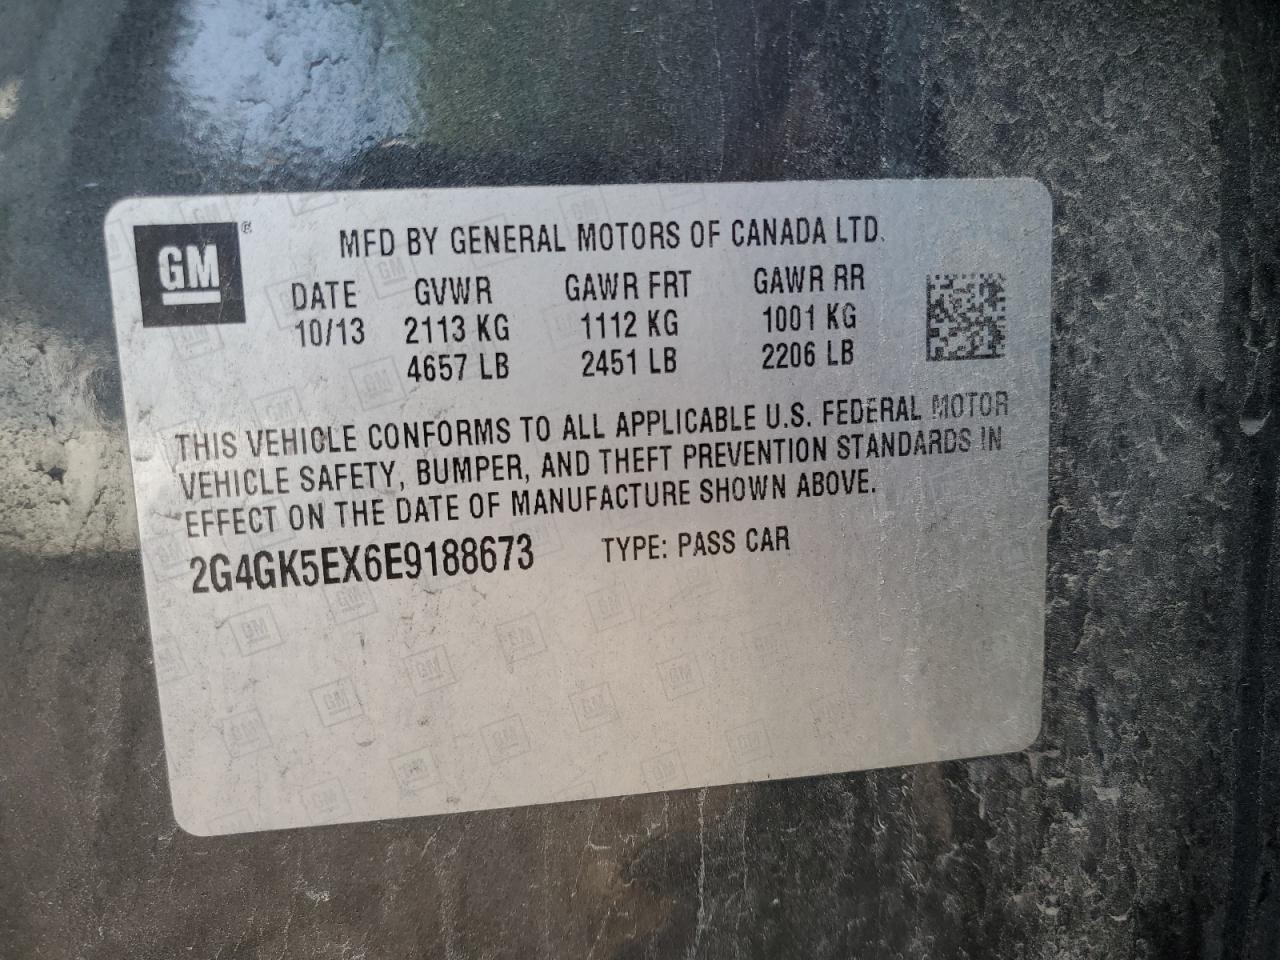 GM®
MFD BY GENERAL MOTORS OF CANADA LTD.
DATE GVWR GAWR FRT GAWR RR
10/13 2113 KG 1112 KG 1001 KG
4657 LB 2451 LB 2206 LB
THIS VEHICLE CONFORMS TO ALL APPLICABLE U.S. FEDERAL MOTOR
VEHICLE SAFETY, BUMPER, AND THEFT PREVENTION STANDARDS IN
EFFECT ON THE DATE OF MANUFACTURE SHOWN ABOVE.
2G4GK5EX6E9188673 TYPE: PASS CAR